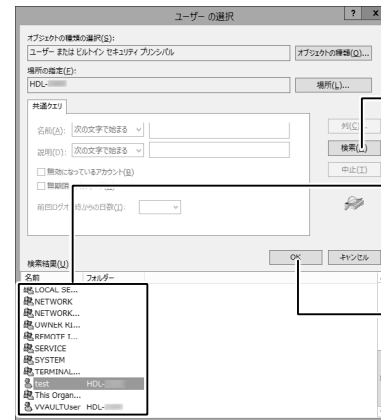 ユーザー の選択
? x
オブジェクトの種類の選択(S):
ユーザー または ビルトイン セキュリティ プリンシパル
オブジェクトの種類(O)...
場所の指定(F):
HDL-
場所(L)...
共通クエリ
名前(A): 次の文字で始まる
列(C)...
説明(D): 次の文字で始まる
検索(N)
無効になっているアカウント(B)
中止(T)
前回ログオン時からの日数(I):
OK キャンセル
検索結果(U)
名前 フォルダー
LOCAL SE...
NETWORK
NETWORK...
OWNER RI...
REMOTE I...
SERVICE
SYSTEM
TERMINAL...
test HDL-
This Organ...
VVAULTUser HDL-